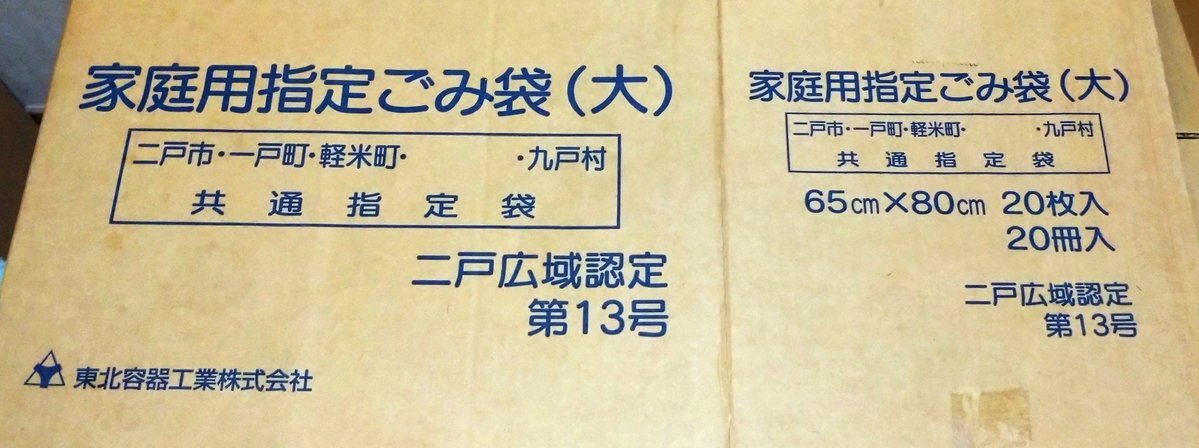 家庭用指定ごみ袋（大）
二戸市・一戸町・軽米町・　　　・九戸村
共通指定袋
二戸広域認定
第13号
東北容器工業株式会社
家庭用指定ごみ袋（大）
二戸市・一戸町・軽米町・　　　・九戸村
共通指定袋
65cm×80cm 20枚入
20冊入
二戸広域認定
第13号